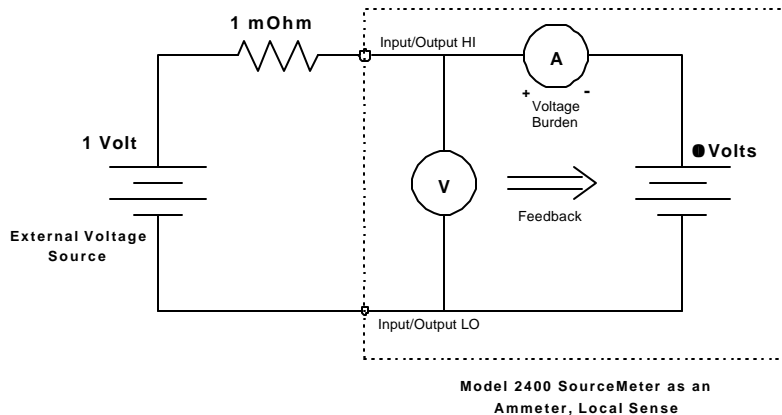 1 mOhm
Input/Output HI
A
+
-
Voltage
Burden
1 Volt
0 Volts
V
Feedback
External Voltage
Source
Input/Output LO
Model 2400 SourceMeter as an
Ammeter, Local Sense